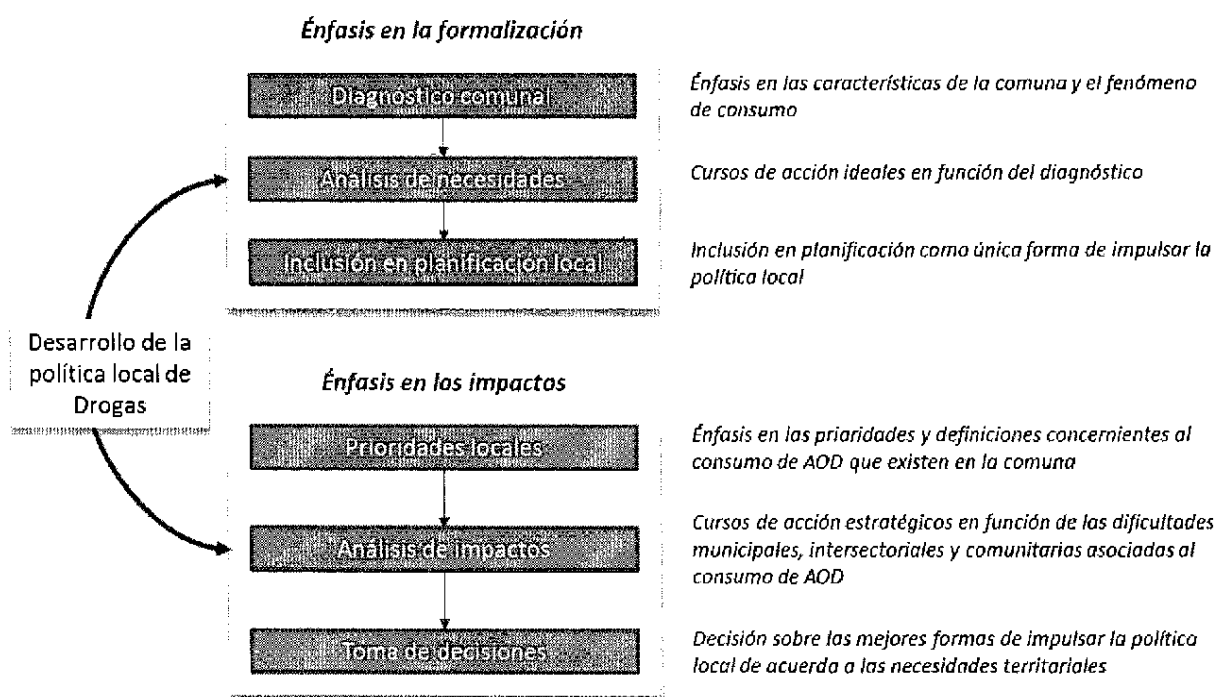 Énfasis en la formalización
Diagnostico comunal
Énfasis en las características de la comuna y el fenómeno
de consumo
Análisis de necesidades
Cursos de acción ideales en función del diagnóstico
Inclusión en planificación local
Inclusión en planificación como única forma de impulsar la
política local
Desarrollo de la
política local de
Drogas
Énfasis en los impactos
Prioridades locales
Énfasis en las prioridades y definiciones concernientes al
consumo de AOD que existen en la comuna
Análisis de impactos
Cursos de acción estratégicos en función de las dificultades
municipales, intersectoriales y comunitarias asociadas al
consumo de AOD
Toma de decisiones
Decisión sobre las mejores formas de impulsar la política
local de acuerda a las necesidades territoriales